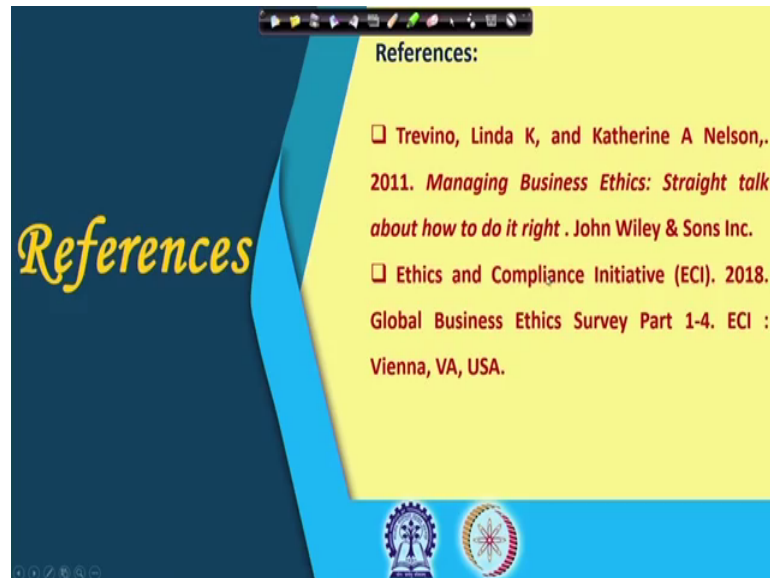 References:
References
❑ Trevino, Linda K, and Katherine A Nelson,.
2011. Managing Business Ethics: Straight talk
about how to do it right . John Wiley & Sons Inc.
❑ Ethics and Compliance Initiative (ECI). 2018.
Global Business Ethics Survey Part 1-4. ECI :
Vienna, VA, USA.